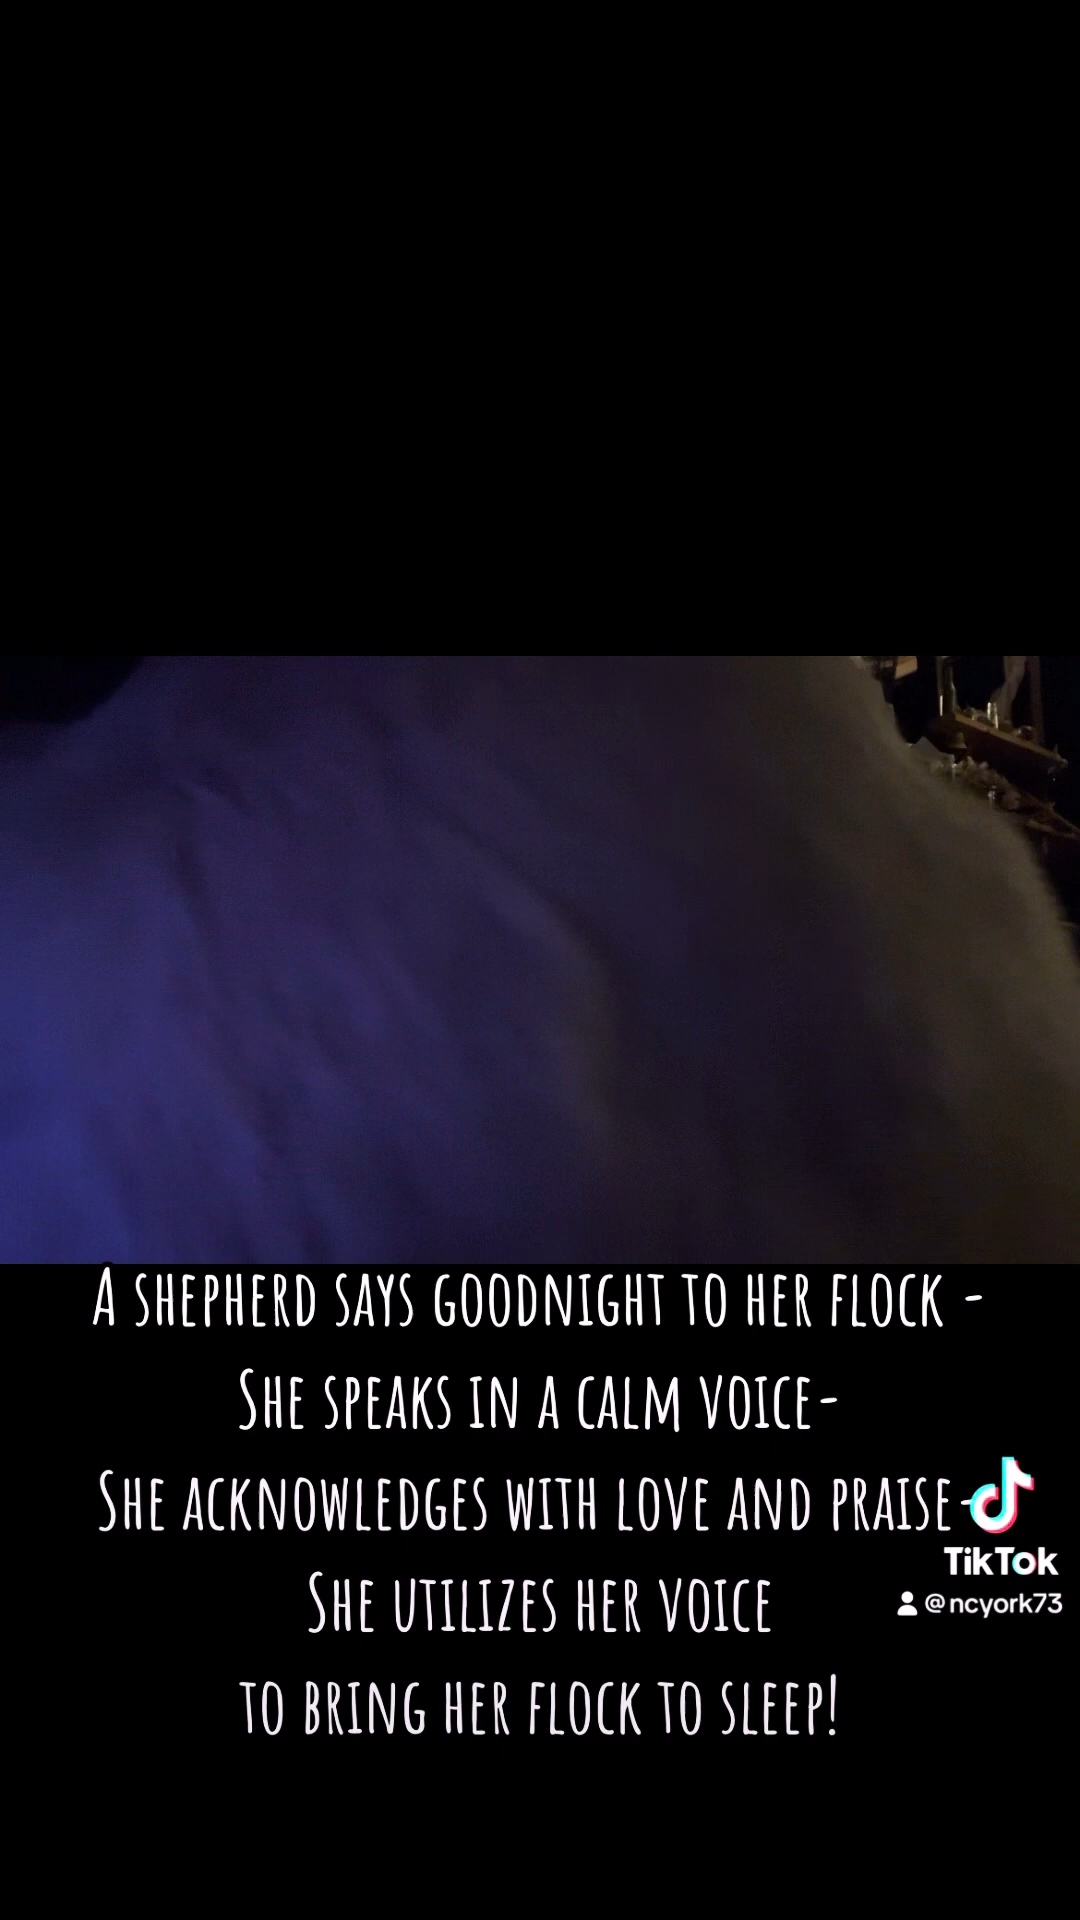 A shepherd says goodnight to her flock -
She speaks in a calm voice-
She acknowledges with love and praise-
She utilizes her voice
to bring her flock to sleep!
TikTok
@ncyork73